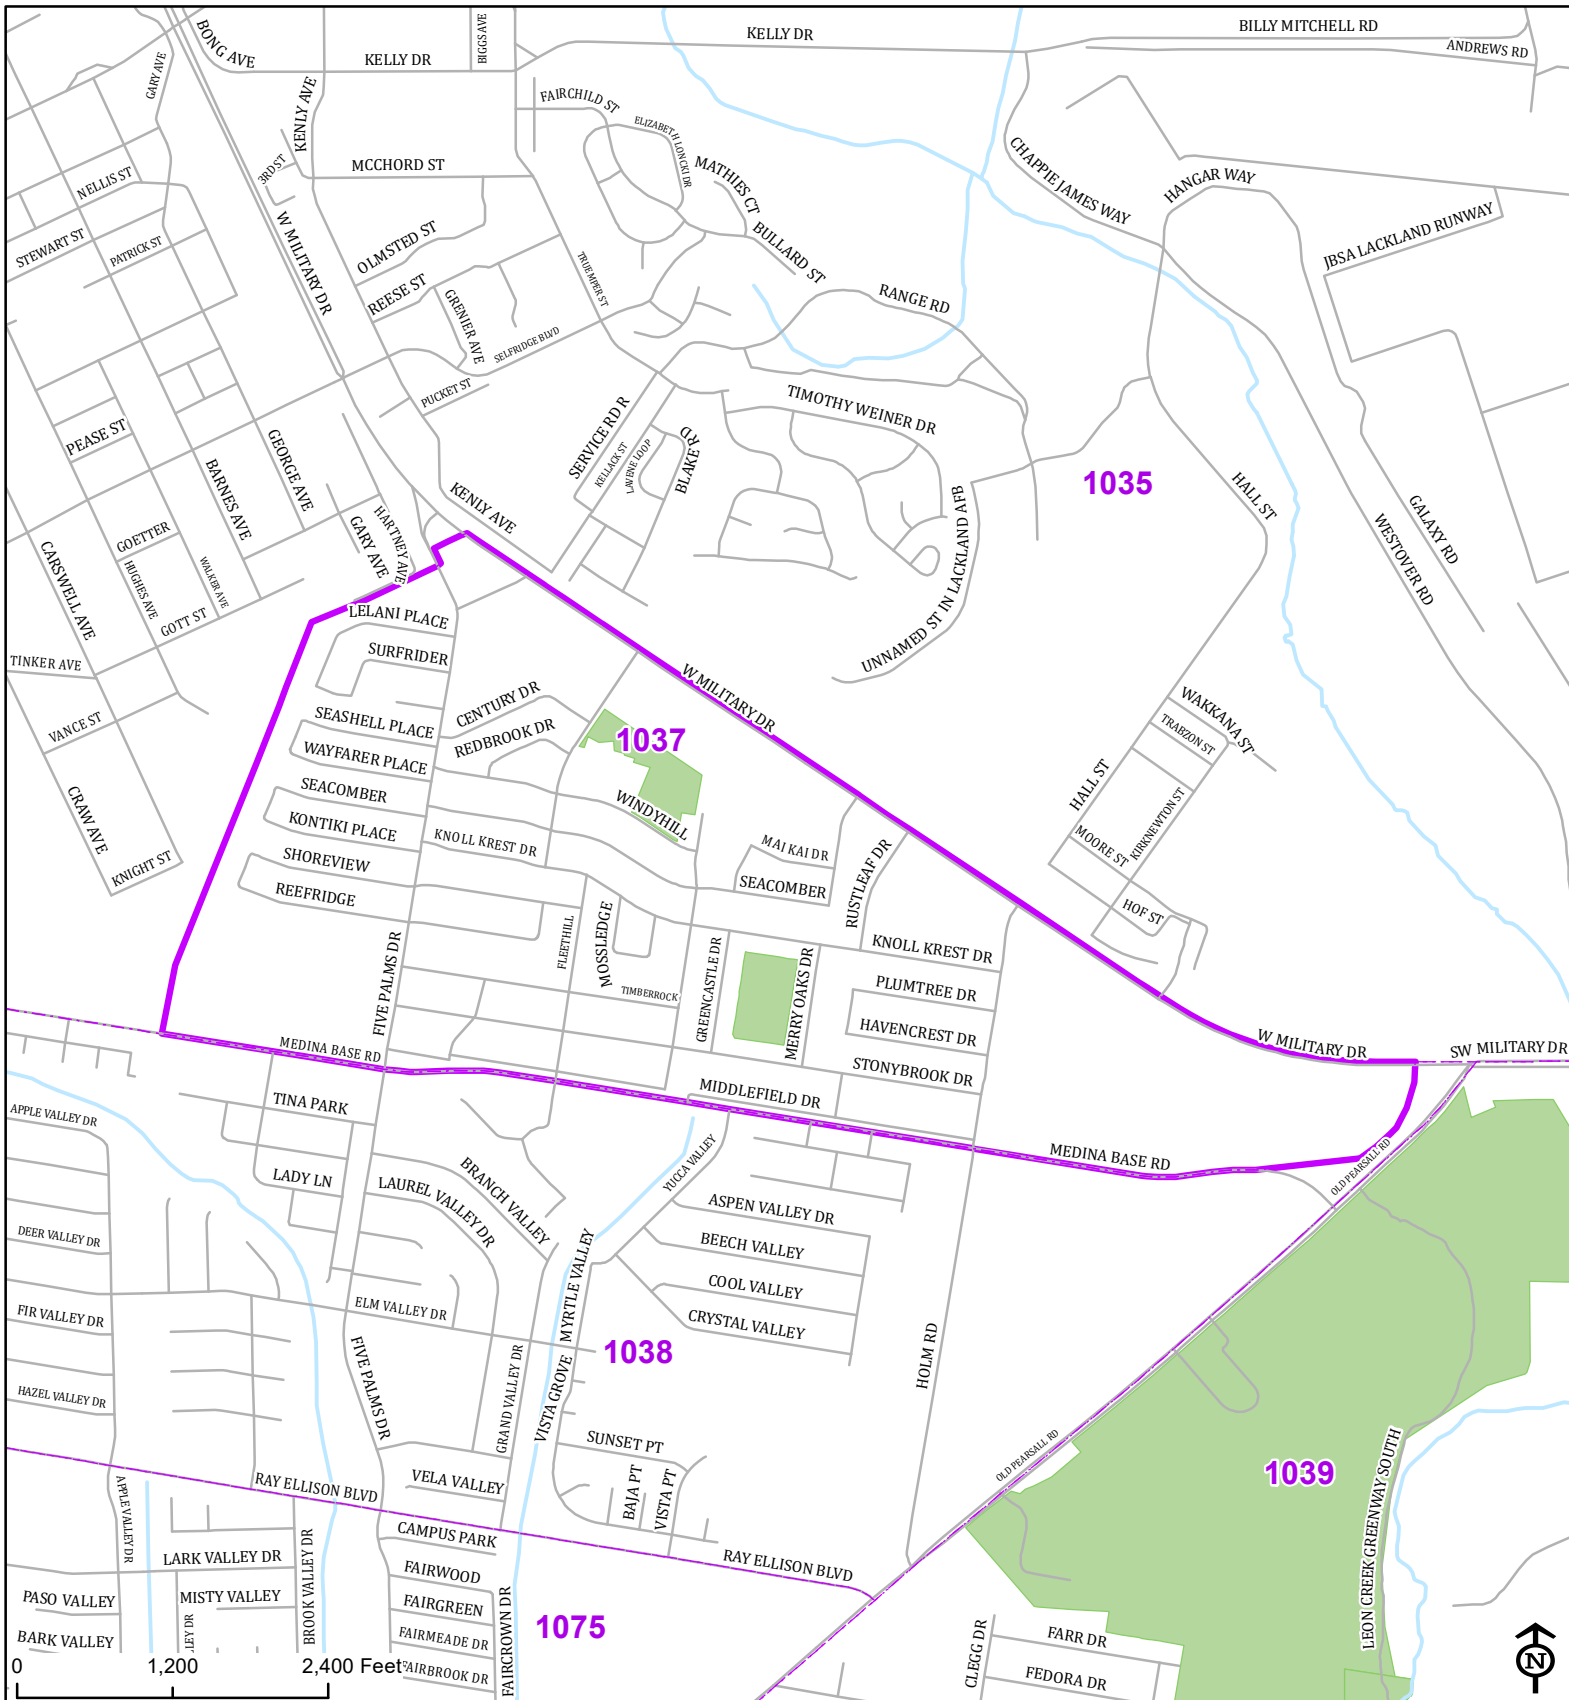 BONG AVE
KELLY DR
BIGGS AVE
KELLY DR
BILLY MITCHELL RD
ANDREWS RD
GARY AVE
KENLY AVE
FAIRCHILD ST
ELIZABETH LONCKI DR
3RD ST
MCCHORD ST
MATHIES CT
CHAPPIE JAMES WAY
HANGAR WAY
NELLIS ST
STEWART ST
PATRICK ST
W MILITARY DR
OLMSTED ST
BULLARD ST
JBSA LACKLAND RUNWAY
REESE ST
GRENIER AVE
TRUEMPER ST
RANGE RD
SELFRIDGE BLVD
PUCKET ST
TIMOTHY WEINER DR
PEASE ST
GEORGE AVE
BARNES AVE
SERVICE RD R
KELLACK ST
LAVENE LOOP
BLAKE RD
1035
HALL ST
KENLY AVE
GALAXY RD
WESTOVER RD
GOETTER
GARY AVE
HARTNEY AVE
CARSWELL AVE
HUGHES AVE
WALKER AVE
GOTT ST
UNNAMED ST IN LACKLAND AFB
LELANI PLACE
SURFRIDER
TINKER AVE
VANCE ST
CENTURY DR
REDBROOK DR
W MILITARY DR
WAKKANA ST
TRABZON ST
SEASHELL PLACE
WAYFARER PLACE
1037
HALL ST
SEACOMBER
CRAW AVE
WINDYHILL
KIRKNEWTON ST
KONTIKI PLACE
KNOLL KREST DR
MAI KAI DR
MOORE ST
SHOREVIEW
KNIGHT ST
REEFRIDGE
SEACOMBER
RUSTLEAF DR
HOF ST
FIVE PALMS DR
FLEETHILL
MOSSLEDGE
TIMBERROCK
GREENCASTLE DR
MERRY OAKS DR
KNOLL KREST DR
PLUMTREE DR
HAVENCREST DR
STONYBROOK DR
MEDINA BASE RD
W MILITARY DR
SW MILITARY DR
MIDDLEFIELD DR
TINA PARK
APPLE VALLEY DR
MEDINA BASE RD
OLD PEARSALL RD
LADY LN
LAUREL VALLEY DR
BRANCH VALLEY
YUCCA VALLEY
ASPEN VALLEY DR
DEER VALLEY DR
BEECH VALLEY
COOL VALLEY
MYRTLE VALLEY
CRYSTAL VALLEY
FIR VALLEY DR
ELM VALLEY DR
1038
HOLM RD
FIVE PALMS DR
GRAND VALLEY DR
VISTA GROVE
HAZEL VALLEY DR
SUNSET PT
OLD PEARSALL RD
1039
LEON CREEK GREENWAY SOUTH
VELA VALLEY
BAJA PT
VISTA PT
RAY ELLISON BLVD
APPLE VALLEY DR
CAMPUS PARK
RAY ELLISON BLVD
LARK VALLEY DR
BROOK VALLEY DR
FAIRWOOD
PASO VALLEY
MISTY VALLEY
FAIRGREEN
FAIRCROWN DR
1075
BARK VALLEY
LLEY DR
FAIRMEADE DR
CLEGG DR
FARR DR
FAIRBROOK DR
FEDORA DR
0 1,200 2,400 Feet
N